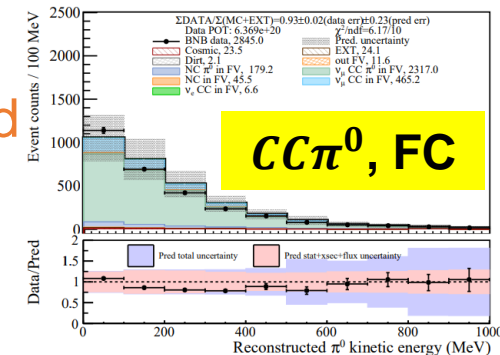 ΣDATA/Σ(MC+EXT)=0.93±0.02(data err)±0.23(pred err)
Data POT: 6.369e+20
χ²/ndf=6.17/10
BNB data, 2845.0
Pred. uncertainty
Cosmic, 23.5
EXT, 24.1
Dirt, 2.1
out FV, 11.6
NC π⁰ in FV, 179.2
νμ CC π⁰ in FV, 2317.0
NC in FV, 45.5
νμ CC in FV, 465.2
νe CC in FV, 6.6
d
CCπ⁰, FC
Event counts / 100 MeV
2500
2000
1500
1000
500
0
Data/Pred
2
1.5
1
0.5
0
Pred total uncertainty
Pred stat+xsec+flux uncertainty
0 200 400 600 800 1000
Reconstructed π⁰ kinetic energy (MeV)